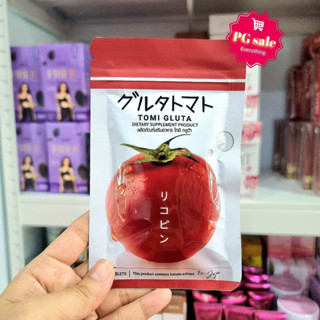 PG sale
Everything
グルタトマト
TOMI GLUTA
DIETARY SUPPLEMENT PRODUCT
ผลิตภัณฑ์เสริมอาหาร โทมิ กลูต้า
リコピン
This product contains tomato extract